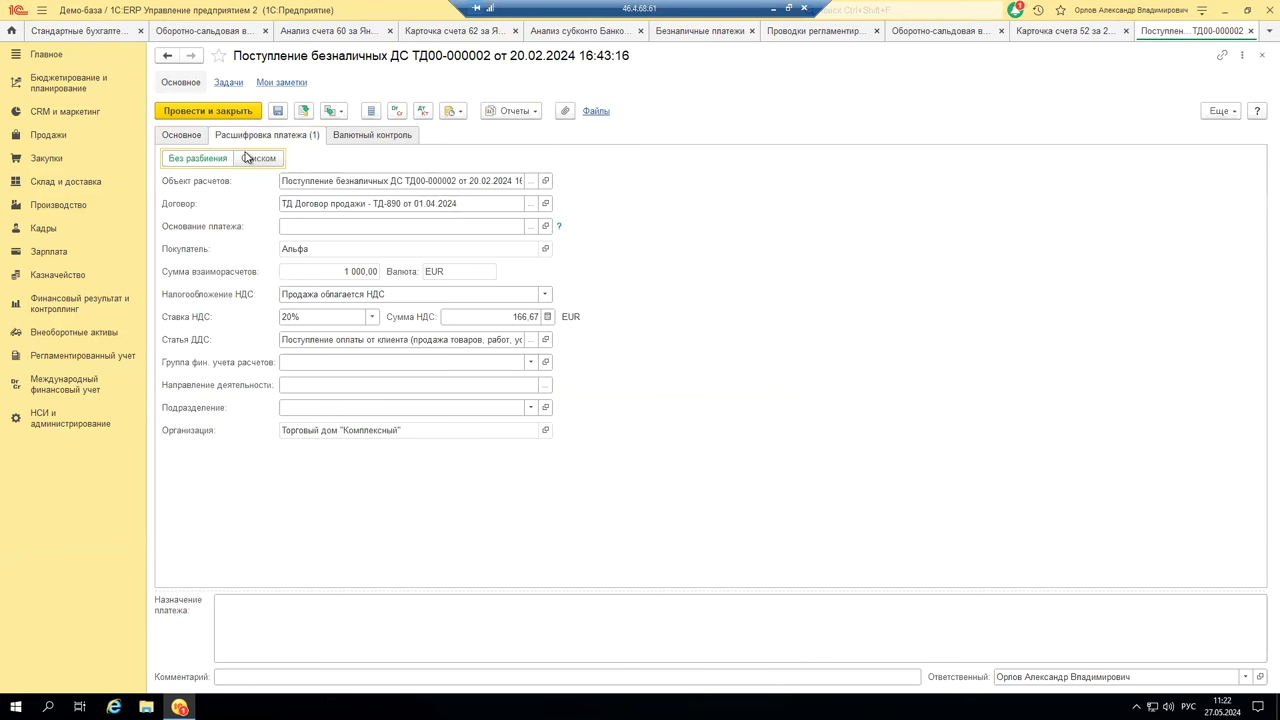 46.4.68.61
Демо-база / 1С:ERP Управление предприятием 2 (1С:Предприятие)
Ctrl+Shift+F
Орлов Александр Владимирович
Стандартные бухгалте...
Оборотно-сальдовая в...
Анализ счета 60 за Ян...
Карточка счета 62 за Я...
Анализ субконто Банко...
Безналичные платежи
Проводки регламентир...
Оборотно-сальдовая в...
Карточка счета 52 за 2...
Поступлен... ТД00-000002
Поступление безналичных ДС ТД00-000002 от 20.02.2024 16:43:16
Основное
Задачи
Мои заметки
Провести и закрыть
Отчеты
Файлы
Еще
?
Основное
Расшифровка платежа (1)
Валютный контроль
Без разбиения
Объект расчетов: Поступление безналичных ДС ТД00-000002 от 20.02.2024 16
Договор: ТД Договор продажи - ТД-890 от 01.04.2024
Основание платежа: ?
Покупатель: Альфа
Сумма взаиморасчетов: 1 000,00 Валюта: EUR
Налогообложение НДС: Продажа облагается НДС
Ставка НДС: 20% Сумма НДС: 166,67 EUR
Статья ДДС: Поступление оплаты от клиента (продажа товаров, работ, ус
Группа фин. учета расчетов:
Направление деятельности:
Подразделение:
Организация: Торговый дом "Комплексный"
Назначение
платежа:
Комментарий:
Ответственный: Орлов Александр Владимирович
Главное
Бюджетирование и
планирование
CRM и маркетинг
Продажи
Закупки
Склад и доставка
Производство
Кадры
Зарплата
Казначейство
Финансовый результат и
контроллинг
Внеоборотные активы
Регламентированный учет
Международный
финансовый учет
НСИ и
администрирование
РУС
11:22
27.05.2024